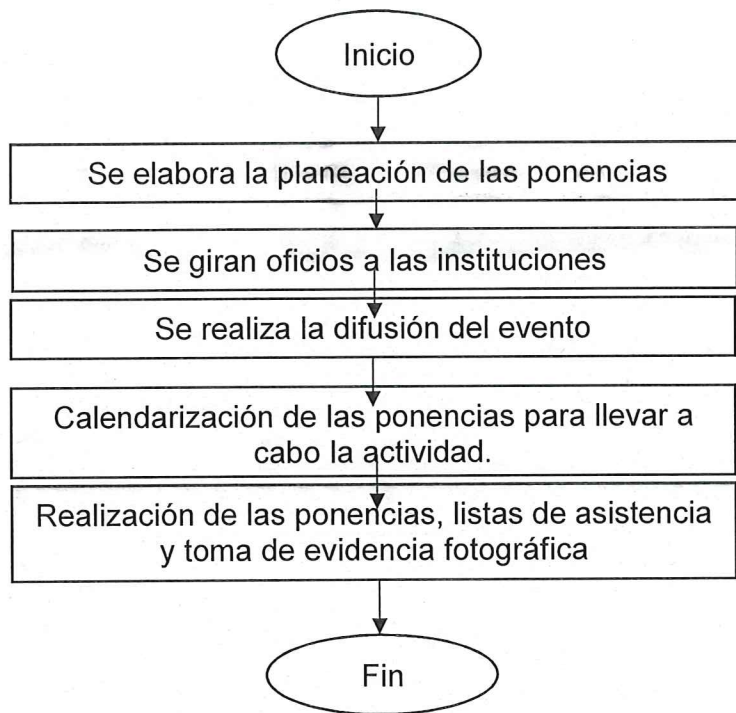 Inicio
Se elabora la planeación de las ponencias
Se giran oficios a las instituciones
Se realiza la difusión del evento
Calendarización de las ponencias para llevar a
cabo la actividad.
Realización de las ponencias, listas de asistencia
y toma de evidencia fotográfica
Fin